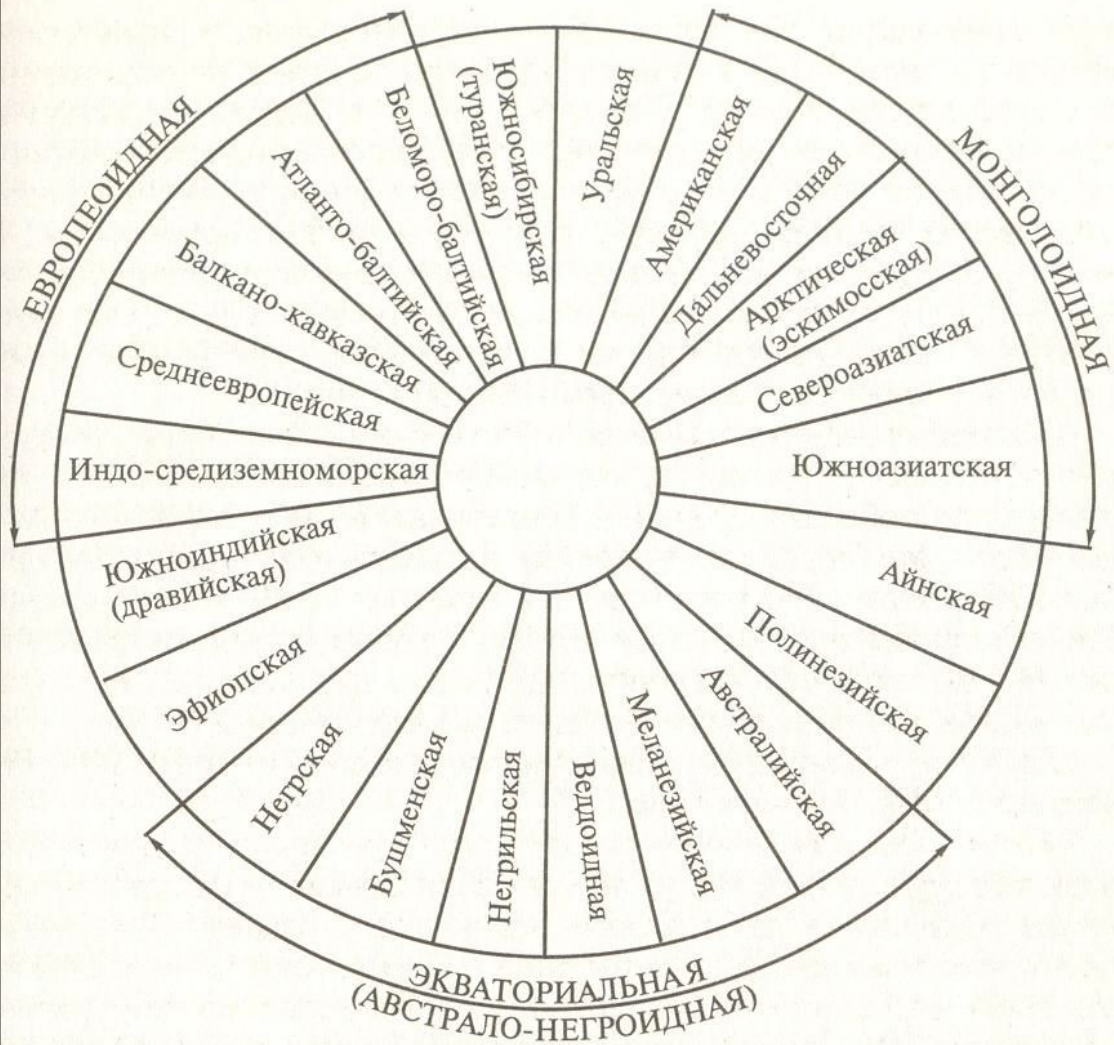 ЕВРОПЕОИДНАЯ
МОНГОЛОИДНАЯ
ЭКВАТОРИАЛЬНАЯ
(АВСТРАЛО-НЕГРОИДНАЯ)
Южносибирская
(туранская)
Уральская
Американская
Дальневосточная
Арктическая
(эскимосская)
Североазиатская
Южноазиатская
Айнская
Полинезийская
Австралийская
Меланезийская
Ведоидная
Негрильская
Бушменская
Негрская
Эфиопская
Южноиндийская
(дравийская)
Индо-средиземноморская
Среднеевропейская
Балкано-кавказская
Атланто-балтийская
Беломоро-балтийская